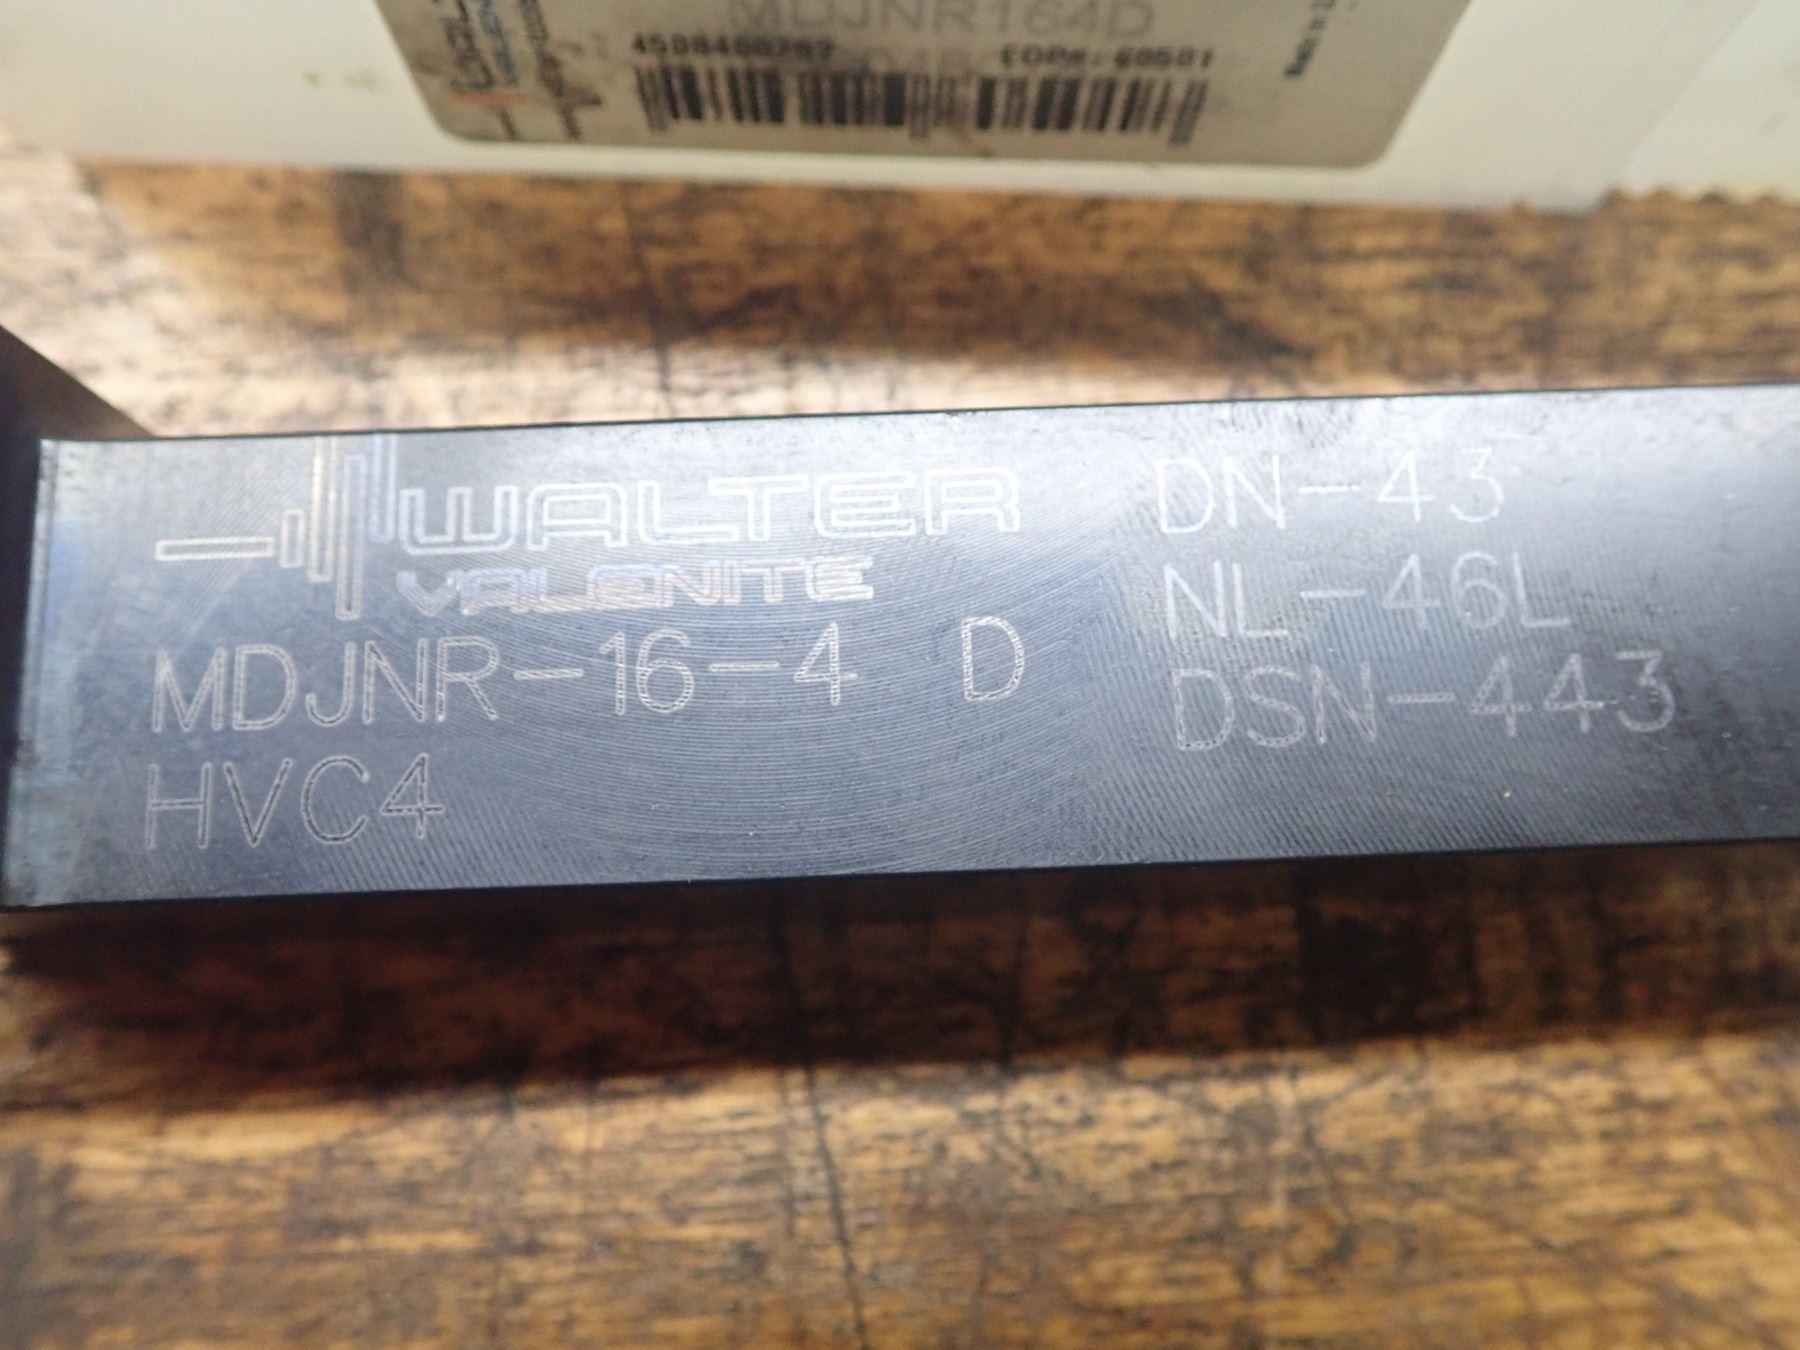 MDJNR164D
EDP#: 60501
WALTER
VALENITE
MDJNR-16-4 D
HVC4
DN-43
NL-46L
DSN-443